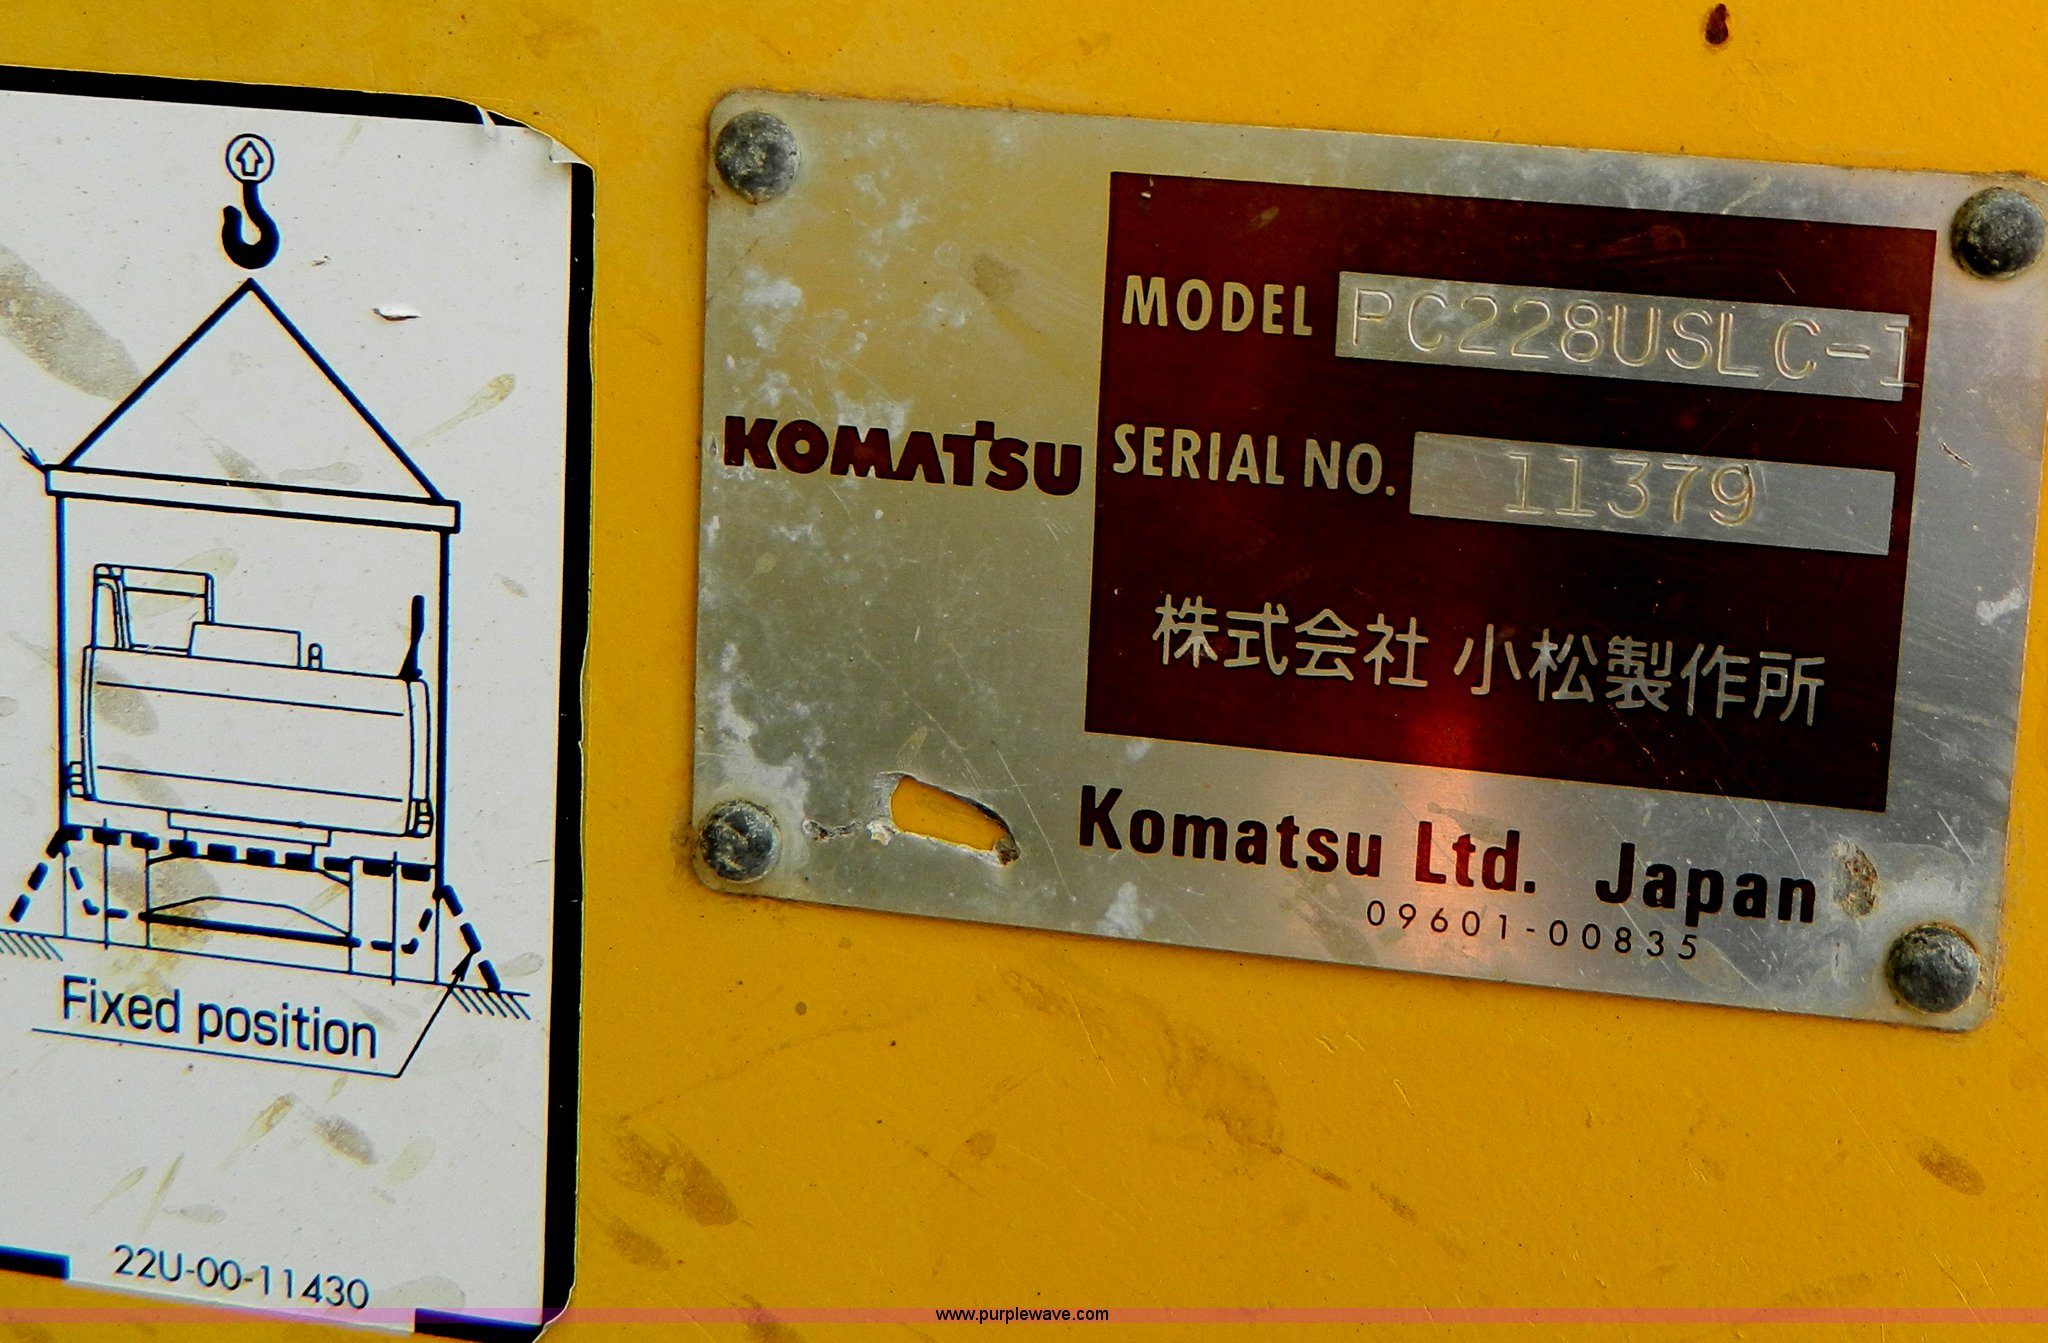 Fixed position
22U-00-11430
KOMATSU
MODEL PC228USLC-1
SERIAL NO. 11379
株式会社 小松製作所
Komatsu Ltd. Japan
09601-00835
www.purplewave.com